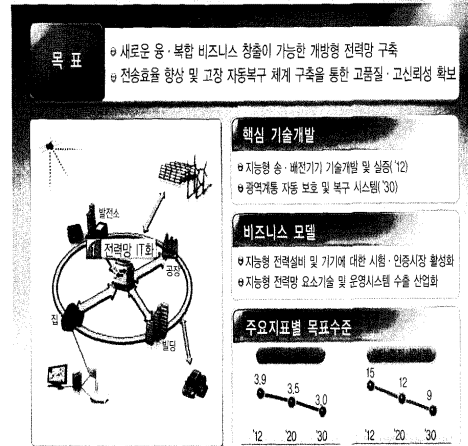 목 표
새로운 융·복합 비즈니스 창출이 가능한 개방형 전력망 구축
전송효율 향상 및 고장 자동복구 체계 구축을 통한 고품질·고신뢰성 확보
발전소
전력망 IT화
공장
집
빌딩
핵심 기술개발
지능형 송·배전기기 기술개발 및 실증('12)
광역계통 자동 보호 및 복구 시스템('30)
비즈니스 모델
지능형 전력설비 및 기기에 대한 시험·인증시장 활성화
지능형 전력망 요소기술 및 운영시스템 수출 산업화
주요지표별 목표수준
3.9 3.5 3.0
'12 '20 '30
15 12 9
'12 '20 '30